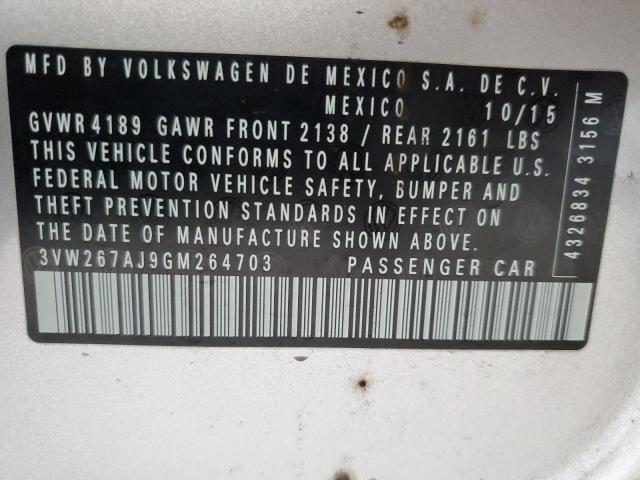 MFD BY VOLKSWAGEN DE MEXICO S.A. DE C.V.
MEXICO 10/15
GVWR 4189 GAWR FRONT 2138 / REAR 2161 LBS
THIS VEHICLE CONFORMS TO ALL APPLICABLE U.S.
FEDERAL MOTOR VEHICLE SAFETY, BUMPER AND
THEFT PREVENTION STANDARDS IN EFFECT ON
THE DATE OF MANUFACTURE SHOWN ABOVE.
3VW267AJ9GM264703 PASSENGER CAR
4326834 3156 M